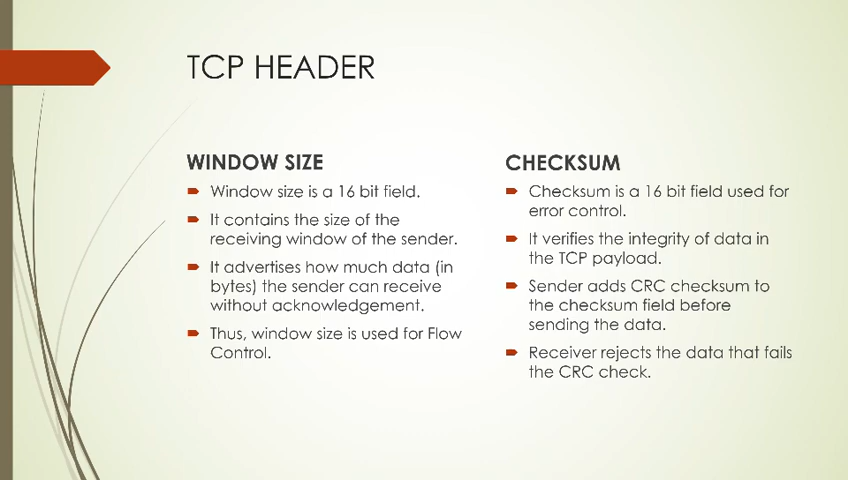 TCP HEADER
WINDOW SIZE
Window size is a 16 bit field.
It contains the size of the
receiving window of the sender.
It advertises how much data (in
bytes) the sender can receive
without acknowledgement.
Thus, window size is used for Flow
Control.
CHECKSUM
Checksum is a 16 bit field used for
error control.
It verifies the integrity of data in
the TCP payload.
Sender adds CRC checksum to
the checksum field before
sending the data.
Receiver rejects the data that fails
the CRC check.